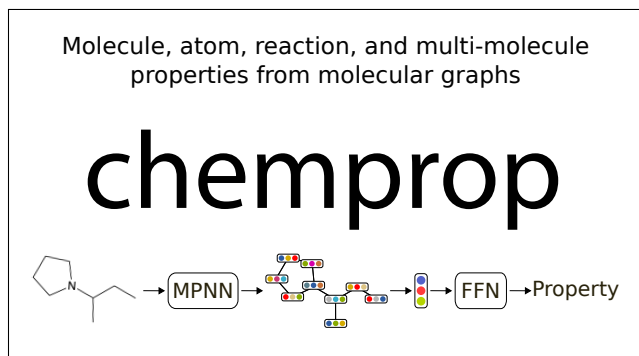 Molecule, atom, reaction, and multi-molecule
properties from molecular graphs
chemprop
N MPNN FFN Property